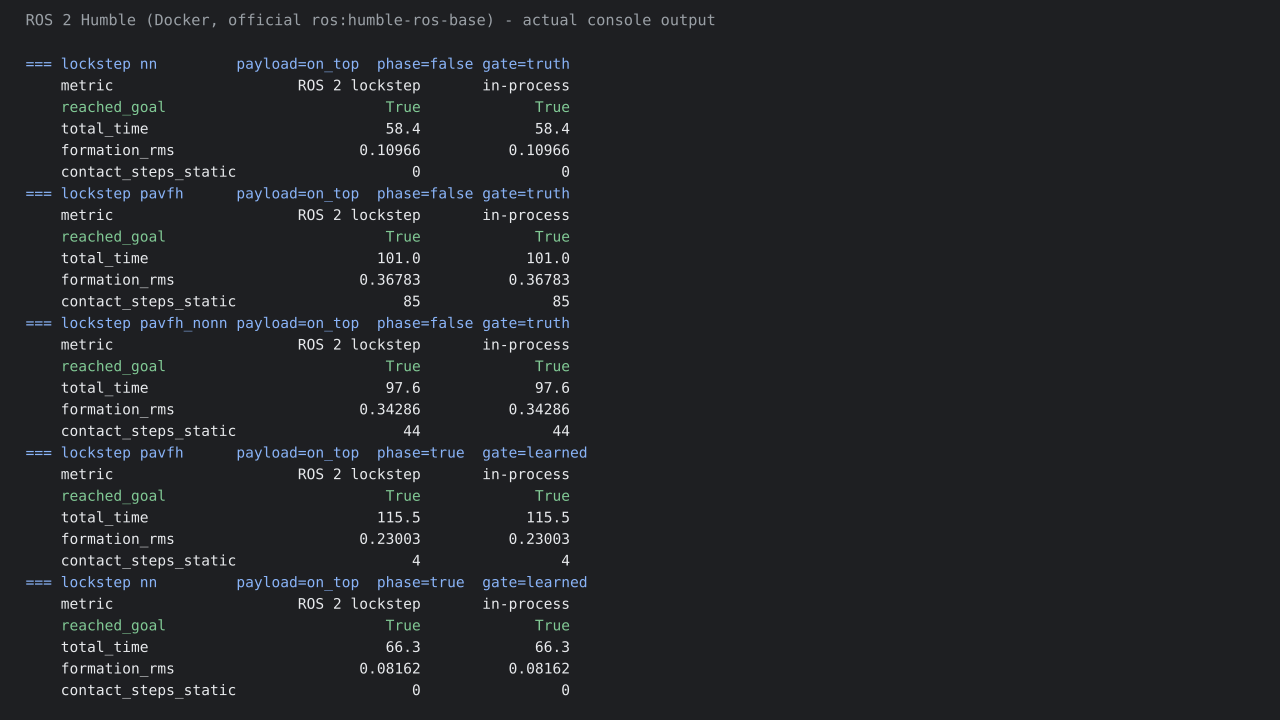 ROS 2 Humble (Docker, official ros:humble-ros-base) - actual console output
=== lockstep nn         payload=on_top  phase=false gate=truth
    metric                     ROS 2 lockstep       in-process
    reached_goal                         True             True
    total_time                           58.4             58.4
    formation_rms                     0.10966          0.10966
    contact_steps_static                    0                0
=== lockstep pavfh      payload=on_top  phase=false gate=truth
    metric                     ROS 2 lockstep       in-process
    reached_goal                         True             True
    total_time                          101.0            101.0
    formation_rms                     0.36783          0.36783
    contact_steps_static                   85               85
=== lockstep pavfh_nonn payload=on_top  phase=false gate=truth
    metric                     ROS 2 lockstep       in-process
    reached_goal                         True             True
    total_time                           97.6             97.6
    formation_rms                     0.34286          0.34286
    contact_steps_static                   44               44
=== lockstep pavfh      payload=on_top  phase=true  gate=learned
    metric                     ROS 2 lockstep       in-process
    reached_goal                         True             True
    total_time                          115.5            115.5
    formation_rms                     0.23003          0.23003
    contact_steps_static                    4                4
=== lockstep nn         payload=on_top  phase=true  gate=learned
    metric                     ROS 2 lockstep       in-process
    reached_goal                         True             True
    total_time                           66.3             66.3
    formation_rms                     0.08162          0.08162
    contact_steps_static                    0                0